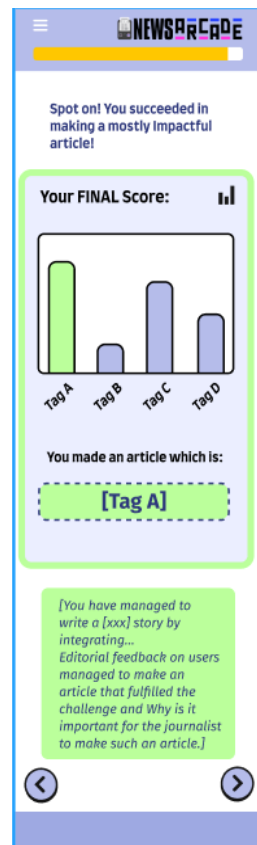 NEWSARCADE
Spot on! You succeeded in
making a mostly Impactful
article!
Your FINAL Score:
Tag A
Tag B
Tag C
Tag D
You made an article which is:
[Tag A]
[You have managed to
write a [xxx] story by
integrating...
Editorial feedback on users
managed to make an
article that fulfilled the
challenge and Why is it
important for the journalist
to make such an article.]